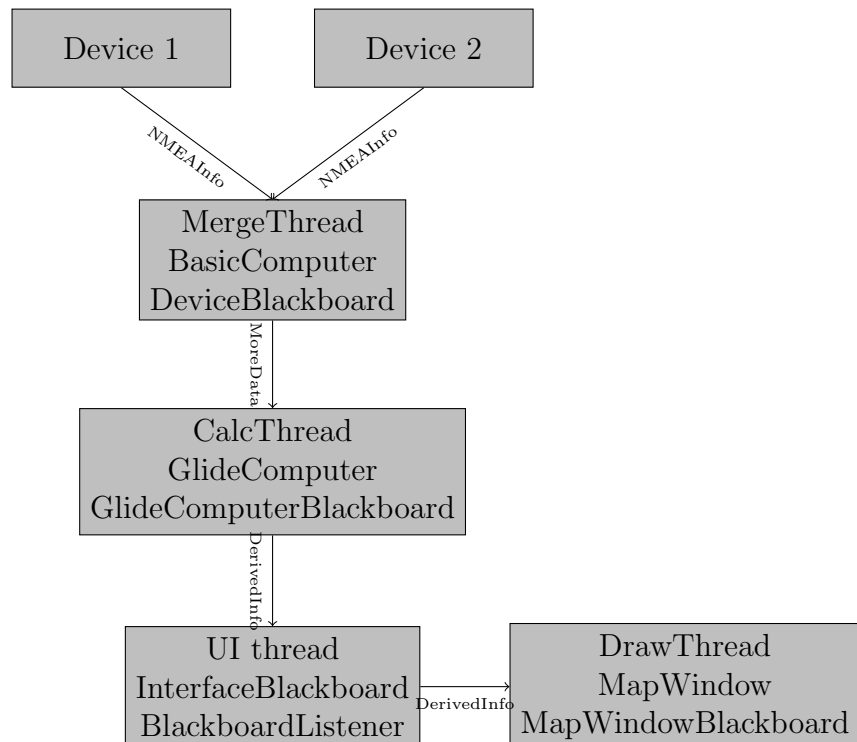 Device 1
Device 2
NMEAInfo
NMEAInfo
MergeThread
BasicComputer
DeviceBlackboard
MoreData
CalcThread
GlideComputer
GlideComputerBlackboard
DerivedInfo
UI thread
InterfaceBlackboard
BlackboardListener
DerivedInfo
DrawThread
MapWindow
MapWindowBlackboard